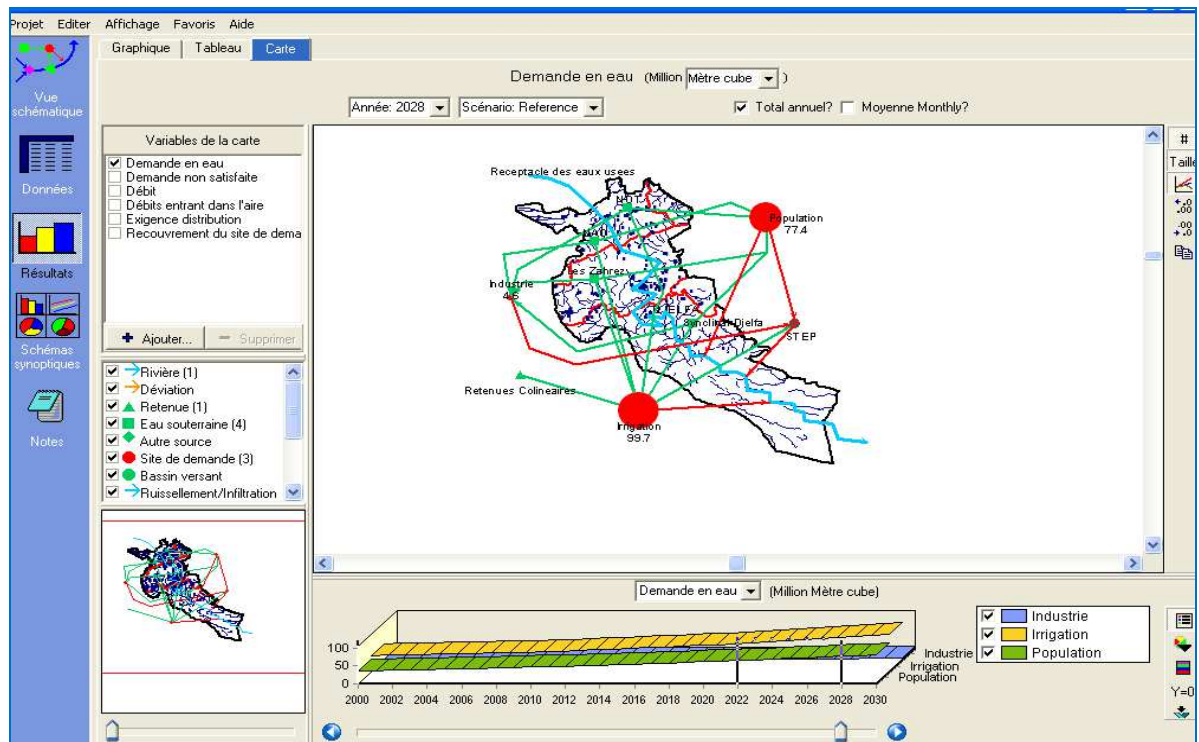 Projet Editer Affichage Favoris Aide
Graphique Tableau Carte
Demande en eau (Million Mètre cube )
Année: 2028 Scénario: Reference Total annuel? Moyenne Monthly?
Vue
schématique
Données
Résultats
Schémas
synoptiques
Notes
Variables de la carte
Demande en eau
Demande non satisfaite
Débit
Débits entrant dans l'aire
Exigence distribution
Recouvrement du site de dema
Ajouter... Supprimer
Rivière (1)
Déviation
Retenue (1)
Eau souterraine (4)
Autre source
Site de demande (3)
Bassin versant
Ruissellement/Infiltration
Receptacle des eaux usees
Population
77.4
Les Zahrez
Industrie
4.6
Synclinal Djelfa
STEP
Retenues Colineaires
Irrigation
99.7
#
Taille
Demande en eau (Million Mètre cube)
100
50
0
2000 2002 2004 2006 2008 2010 2012 2014 2016 2018 2020 2022 2024 2026 2028 2030
Industrie
Irrigation
Population
Industrie
Irrigation
Population
Y=0